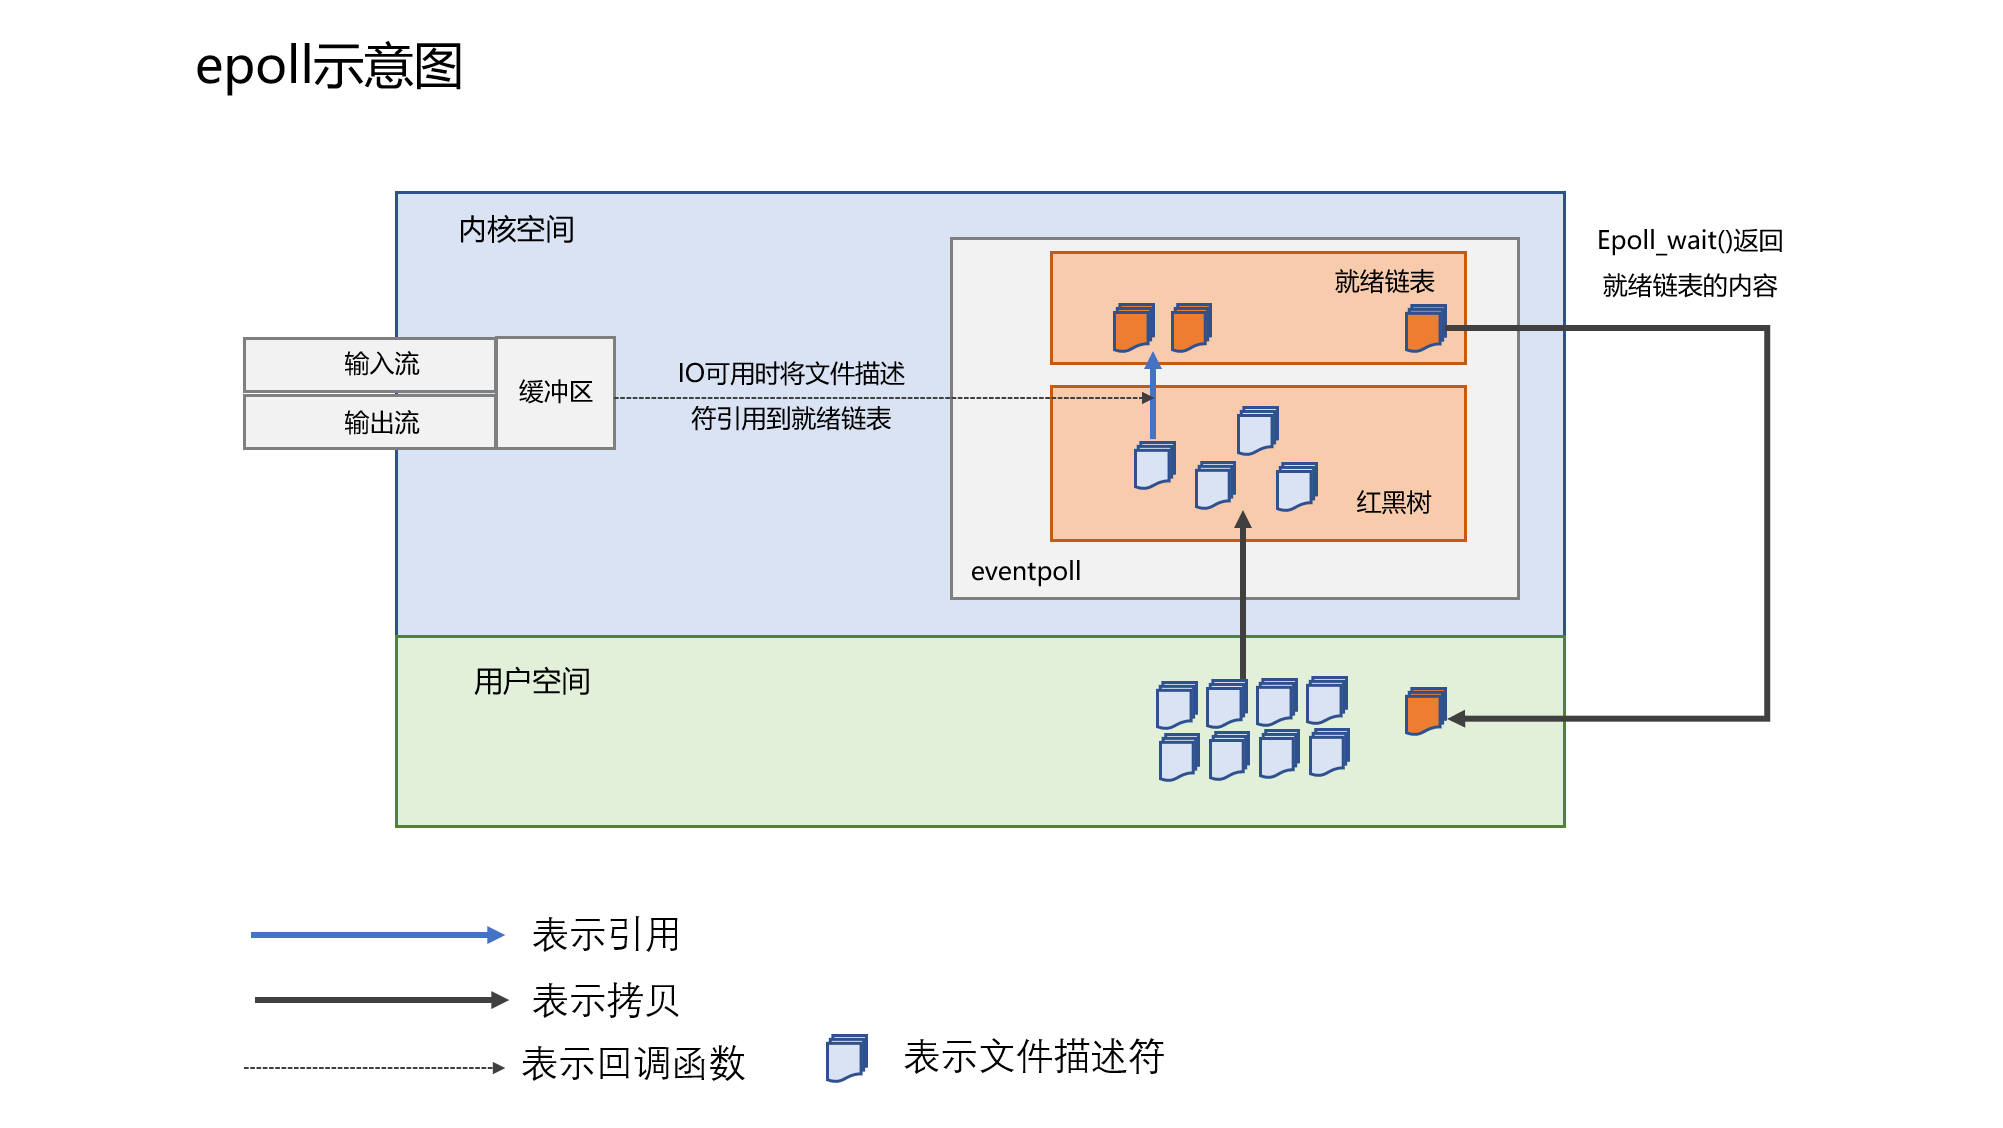 epoll示意图
内核空间
Epoll_wait()返回
就绪链表的内容
就绪链表
输入流
缓冲区
输出流
IO可用时将文件描述
符引用到就绪链表
红黑树
eventpoll
用户空间
表示引用
表示拷贝
表示回调函数
表示文件描述符